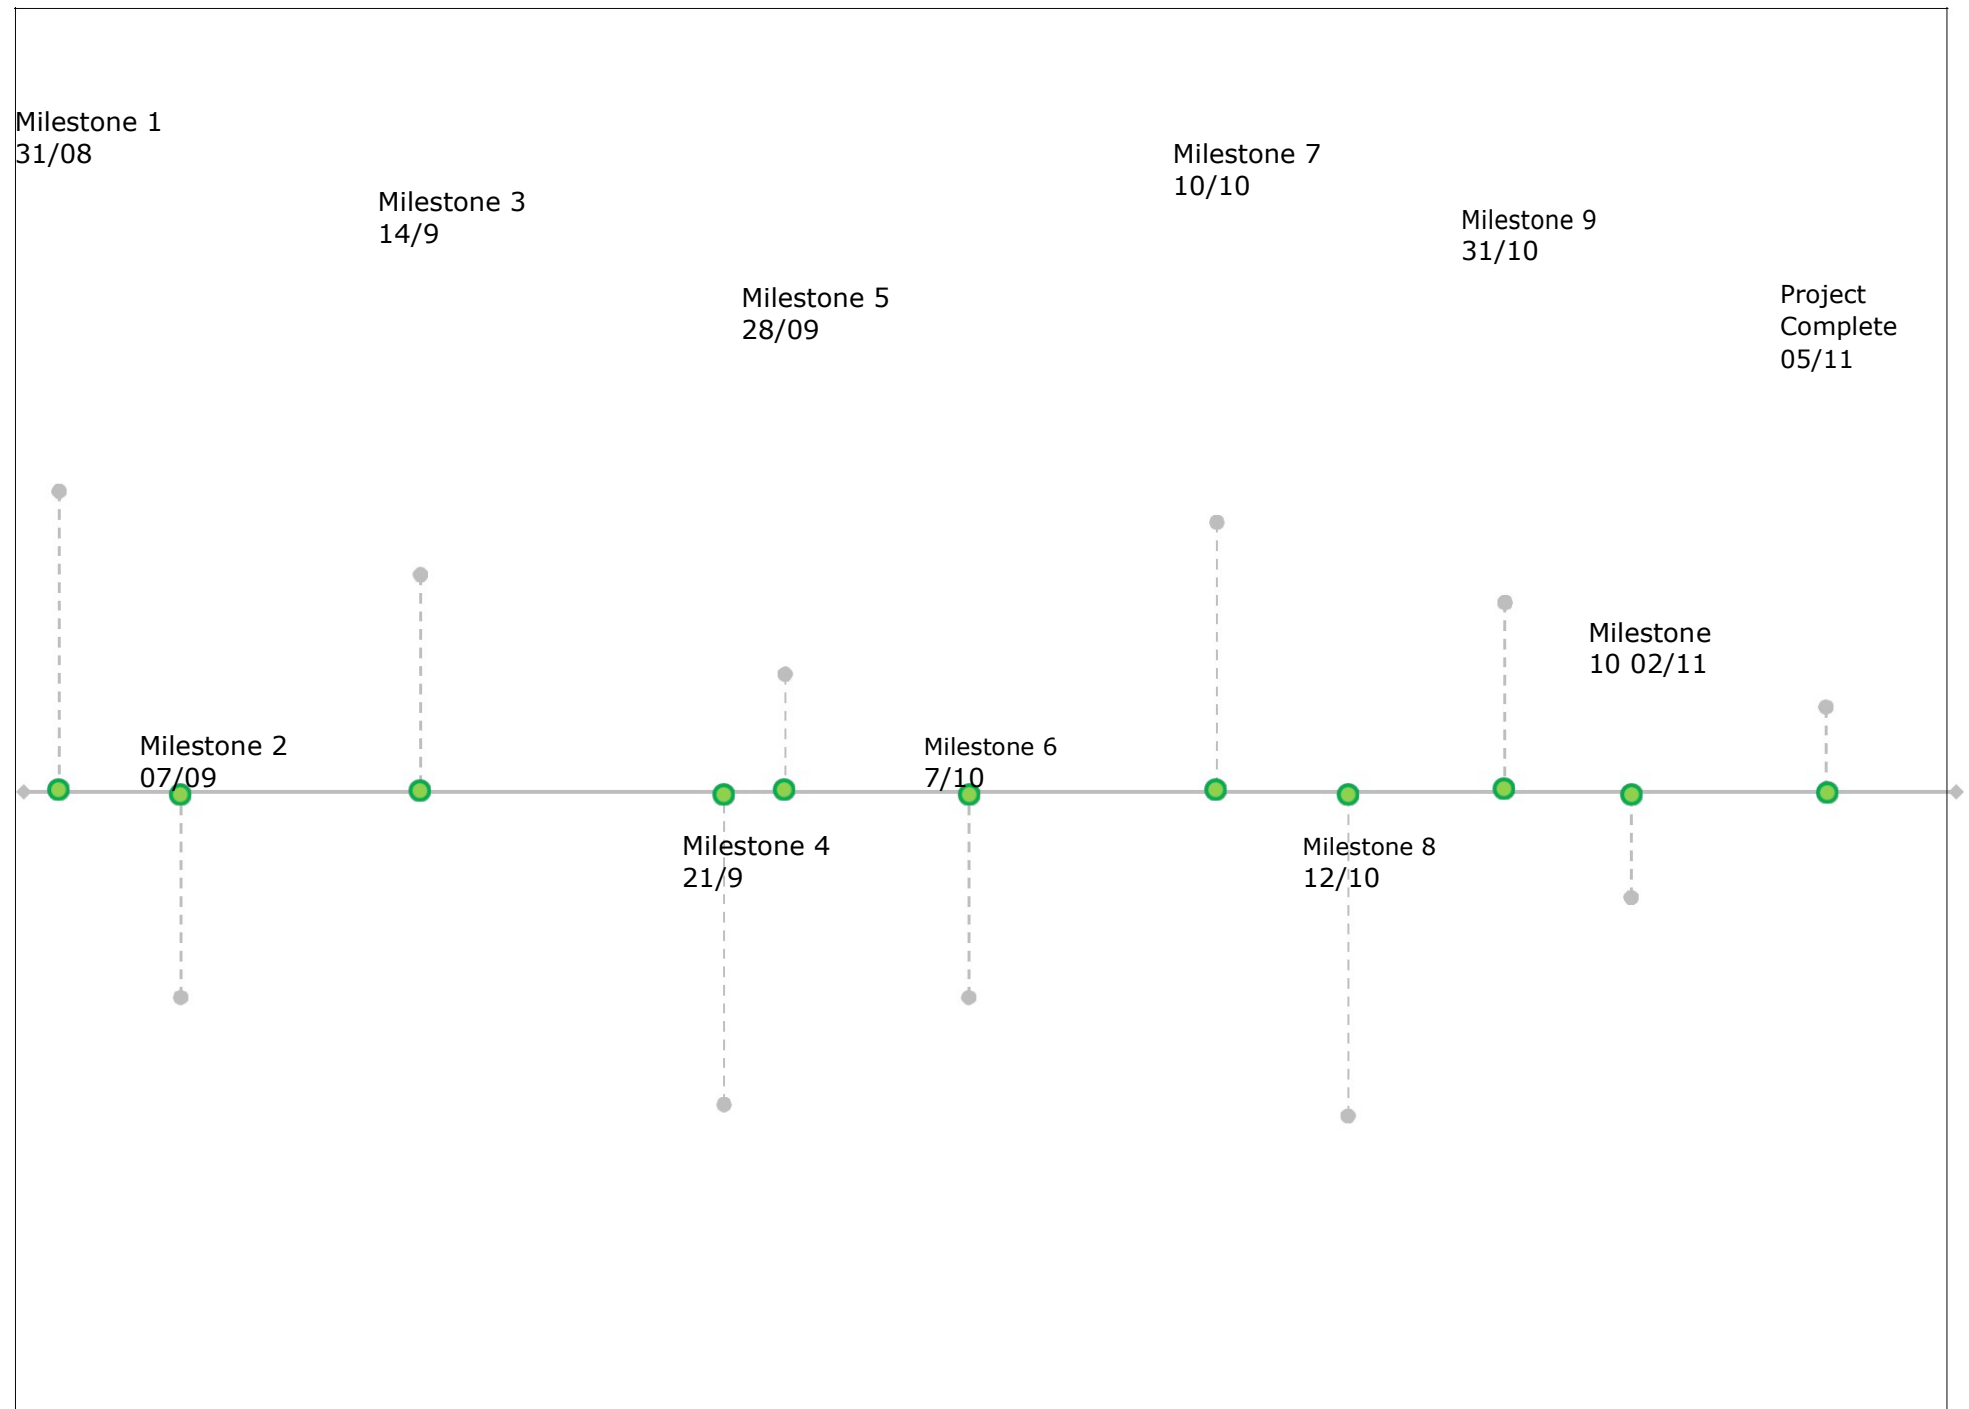 Milestone 1
31/08
Milestone 2
07/09
Milestone 3
14/9
Milestone 4
21/9
Milestone 5
28/09
Milestone 6
7/10
Milestone 7
10/10
Milestone 8
12/10
Milestone 9
31/10
Milestone
10 02/11
Project
Complete
05/11